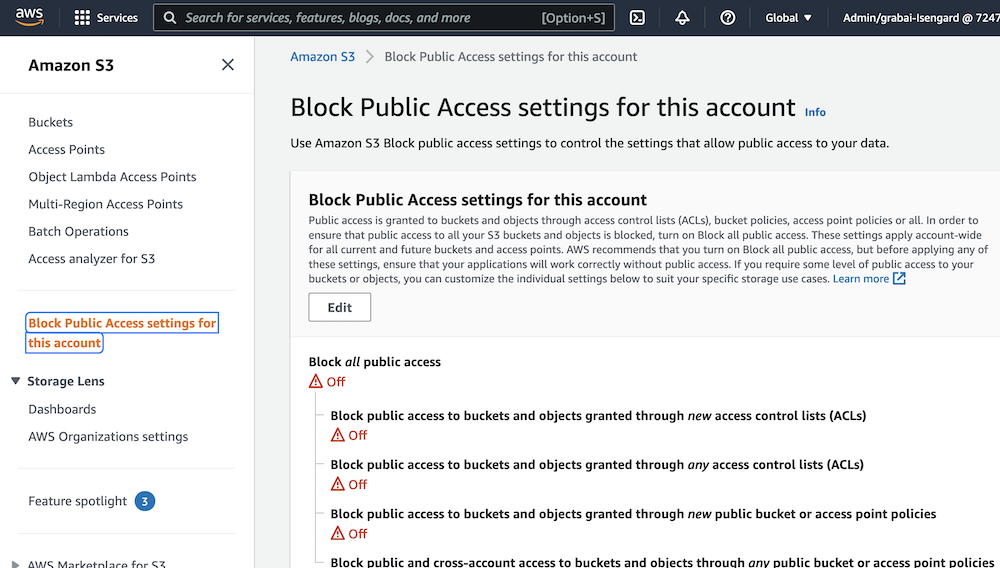 aws
Services
Search for services, features, blogs, docs, and more
[Option+S]
Global ▼
Admin/grabai-Isengard @ 7247
Amazon S3
Buckets
Access Points
Object Lambda Access Points
Multi-Region Access Points
Batch Operations
Access analyzer for S3
Block Public Access settings for
this account
Storage Lens
Dashboards
AWS Organizations settings
Feature spotlight 3
AWS Marketplace for S3
Amazon S3 > Block Public Access settings for this account
Block Public Access settings for this account Info
Use Amazon S3 Block public access settings to control the settings that allow public access to your data.
Block Public Access settings for this account
Public access is granted to buckets and objects through access control lists (ACLs), bucket policies, access point policies or all. In order to
ensure that public access to all your S3 buckets and objects is blocked, turn on Block all public access. These settings apply account-wide
for all current and future buckets and access points. AWS recommends that you turn on Block all public access, but before applying any of
these settings, ensure that your applications will work correctly without public access. If you require some level of public access to your
buckets or objects, you can customize the individual settings below to suit your specific storage use cases. Learn more
Edit
Block all public access
Off
Block public access to buckets and objects granted through new access control lists (ACLs)
Off
Block public access to buckets and objects granted through any access control lists (ACLs)
Off
Block public access to buckets and objects granted through new public bucket or access point policies
Off
Block public and cross-account access to buckets and objects through any public bucket or access point policies